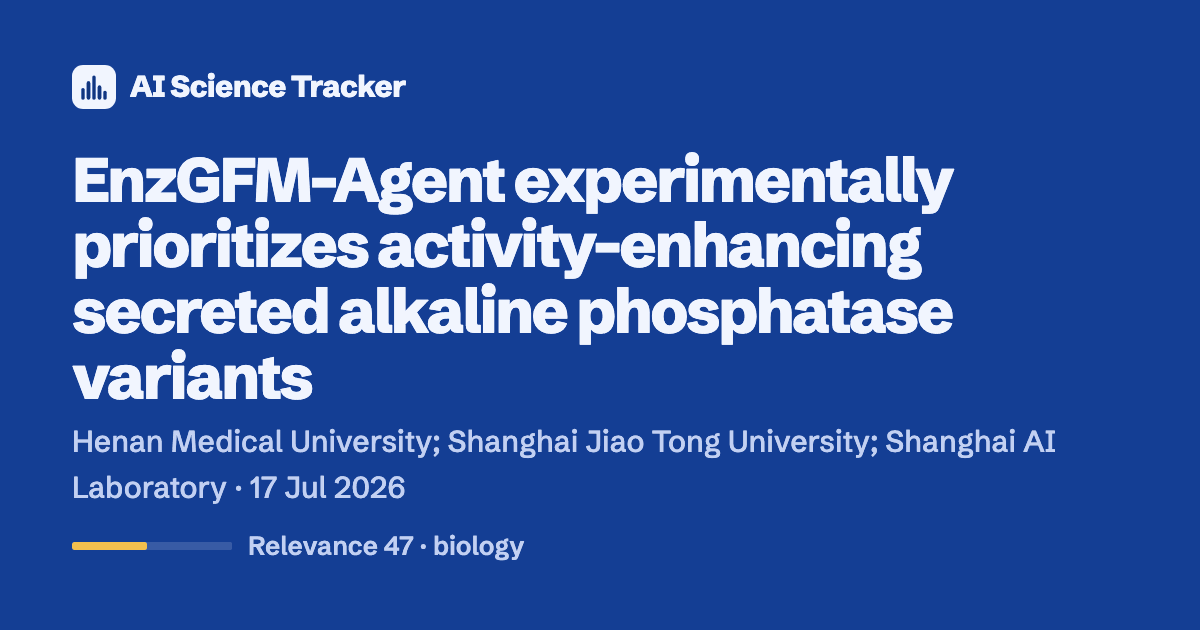 AI Science Tracker
EnzGFM-Agent experimentally
prioritizes activity-enhancing
secreted alkaline phosphatase
variants
Henan Medical University; Shanghai Jiao Tong University; Shanghai AI
Laboratory · 17 Jul 2026
Relevance 47 · biology